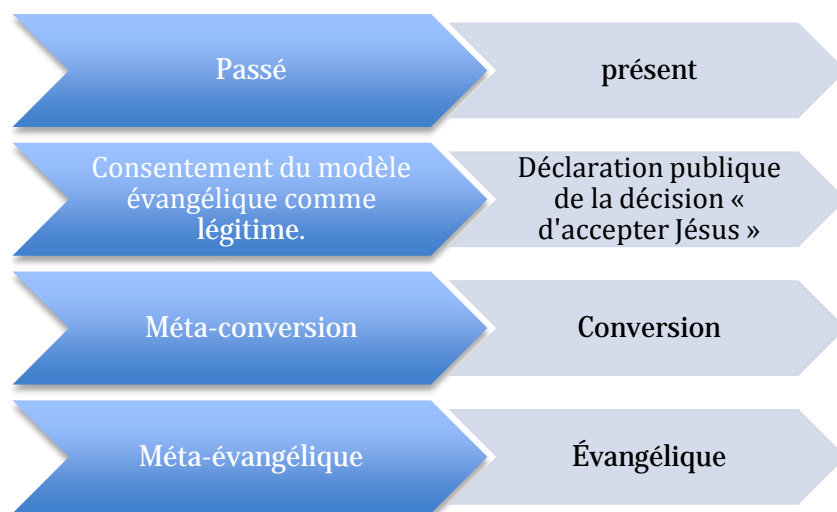 Passé
présent
Consentement du modèle
évangélique comme
légitime.
Déclaration publique
de la décision «
d'accepter Jésus »
Méta-conversion
Conversion
Méta-évangélique
Évangélique